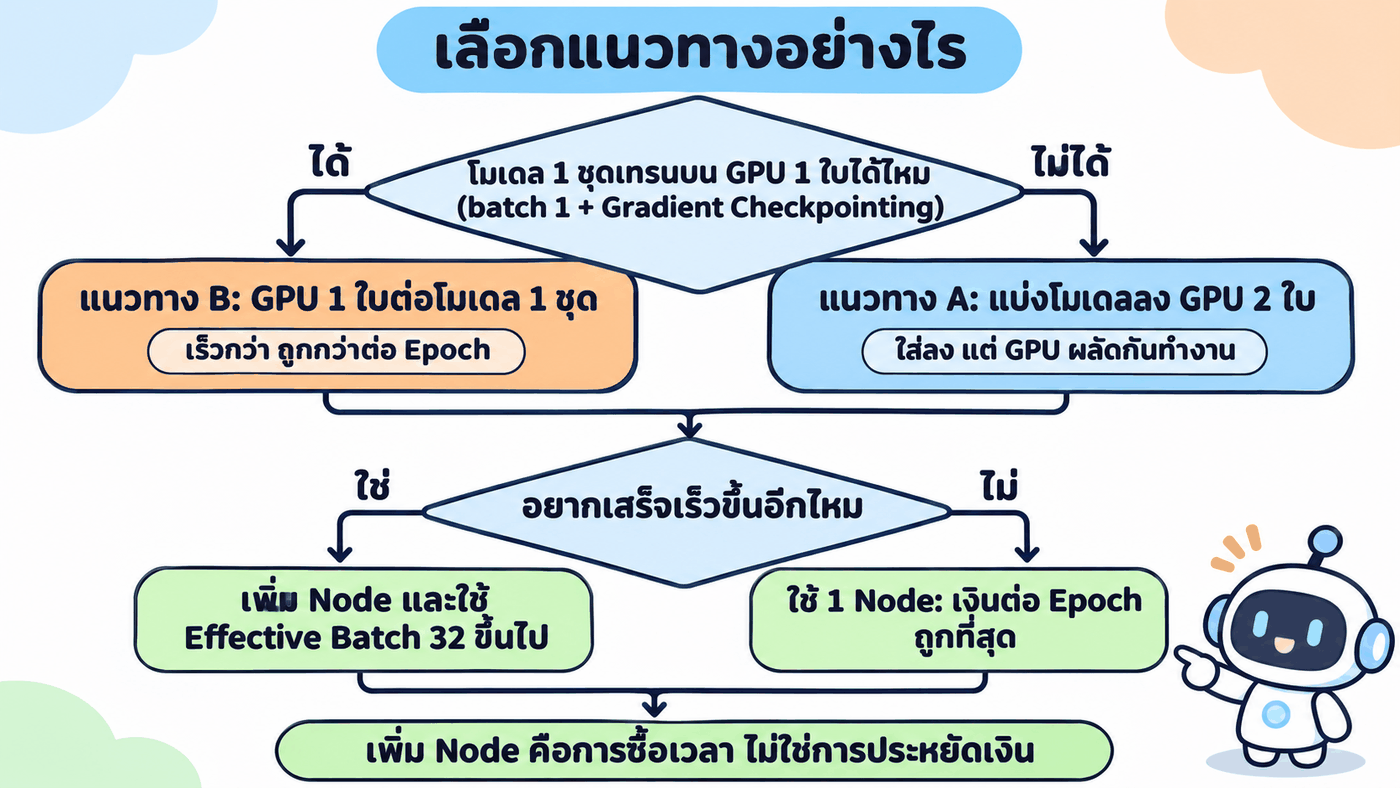 เลือกแนวทางอย่างไร
โมเดล 1 ชุดเทรนบน GPU 1 ใบได้ไหม
(batch 1 + Gradient Checkpointing)
ได้
ไม่ได้
แนวทาง B: GPU 1 ใบต่อโมเดล 1 ชุด
เร็วกว่า ถูกกว่าต่อ Epoch
แนวทาง A: แบ่งโมเดลลง GPU 2 ใบ
ใส่ลง แต่ GPU ผลัดกันทำงาน
อยากเสร็จเร็วขึ้นอีกไหม
ใช่
ไม่
เพิ่ม Node และใช้
Effective Batch 32 ขึ้นไป
ใช้ 1 Node: เงินต่อ Epoch
ถูกที่สุด
เพิ่ม Node คือการซื้อเวลา ไม่ใช่การประหยัดเงิน